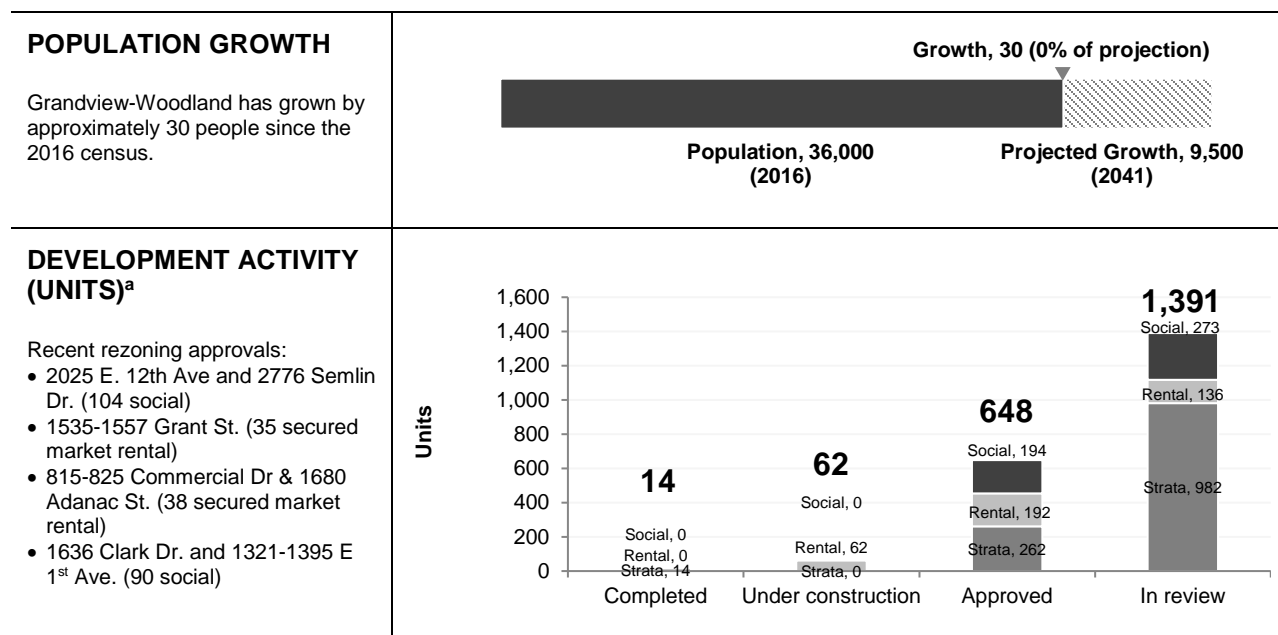 POPULATION GROWTH
Grandview-Woodland has grown by
approximately 30 people since the
2016 census.
Growth, 30 (0% of projection)
Population, 36,000
(2016)
Projected Growth, 9,500
(2041)
DEVELOPMENT ACTIVITY
(UNITS)ª
Recent rezoning approvals:
• 2025 E. 12th Ave and 2776 Semlin
Dr. (104 social)
• 1535-1557 Grant St. (35 secured
market rental)
• 815-825 Commercial Dr & 1680
Adanac St. (38 secured market
rental)
• 1636 Clark Dr. and 1321-1395 E
1st Ave. (90 social)
Units
1,600
1,400
1,200
1,000
800
600
400
200
0
14
Social, 0
Rental, 0
Strata, 14
Completed
62
Social, 0
Rental, 62
Strata, 0
Under construction
648
Social, 194
Rental, 192
Strata, 262
Approved
1,391
Social, 273
Rental, 136
Strata, 982
In review